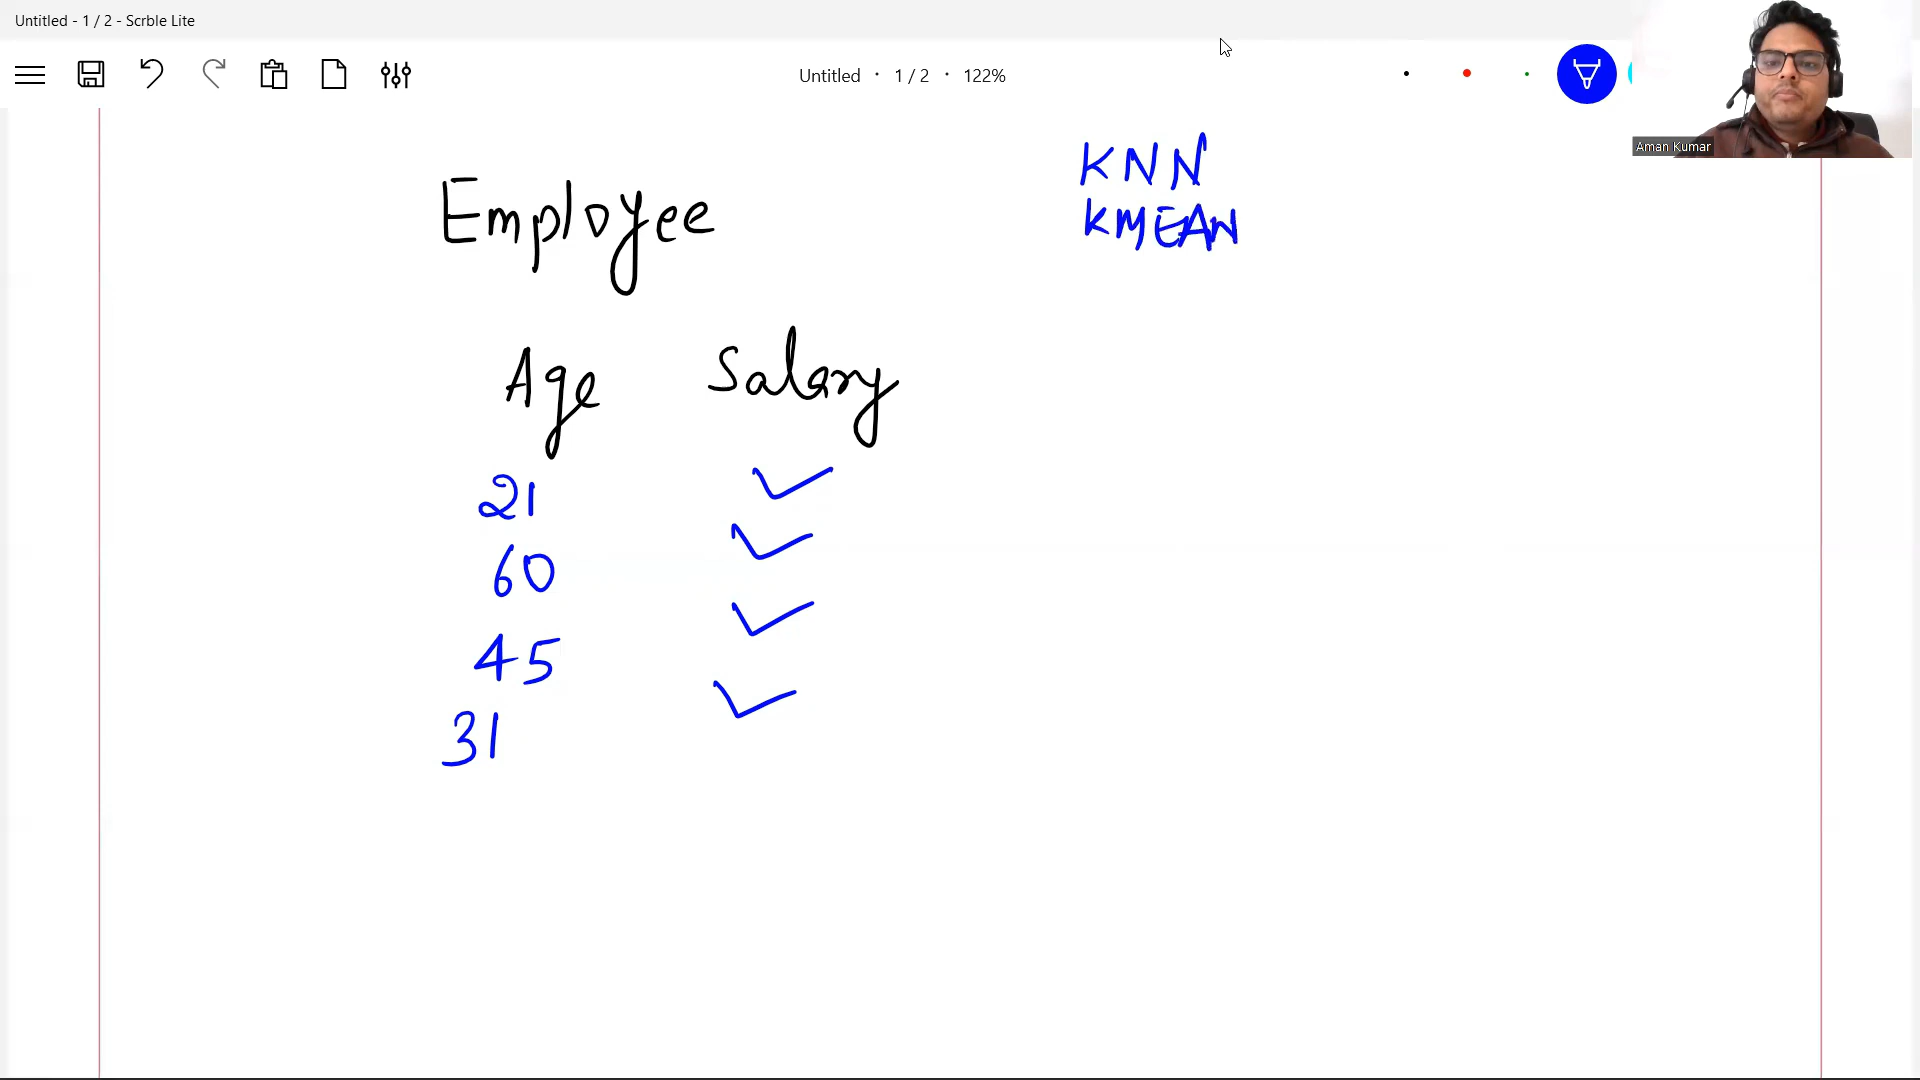 Untitled - 1 / 2 - Scrble Lite
Untitled • 1 / 2 • 122%
Aman Kumar
KNN
KMEAN
Employee
Age Salary
21
60
45
31